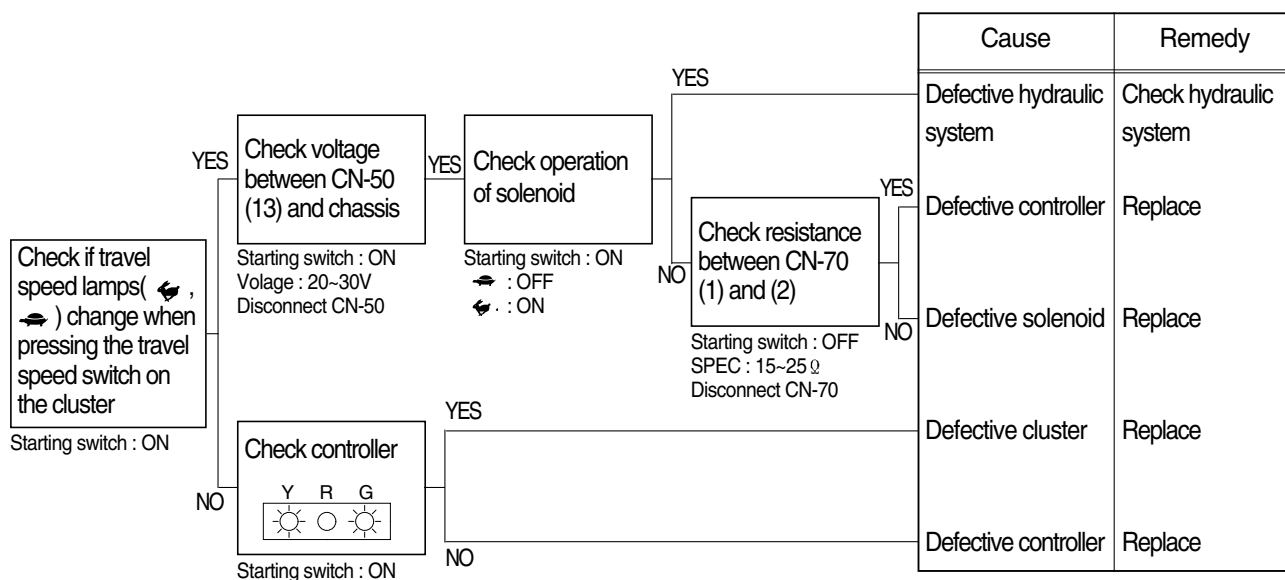 Check if travel
speed lamps( ,
) change when
pressing the travel
speed switch on
the cluster
Starting switch : ON
YES
NO
Check voltage
between CN-50
(13) and chassis
Starting switch : ON
Volage : 20~30V
Disconnect CN-50
YES
Check operation
of solenoid
Starting switch : ON
: OFF
: ON
YES
NO
Check resistance
between CN-70
(1) and (2)
Starting switch : OFF
SPEC : 15~25 Ω
Disconnect CN-70
YES
NO
Check controller
Y R G
Starting switch : ON
YES
NO
Cause Remedy
Defective hydraulic Check hydraulic
system system
Defective controller Replace
Defective solenoid Replace
Defective cluster Replace
Defective controller Replace